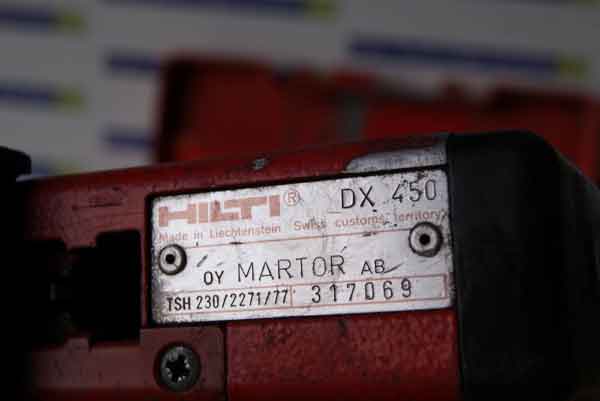 HILTI® DX 450
Made in Liechtenstein Swiss customs territory
OY MARTOR AB
TSH 230/2271/77 317069